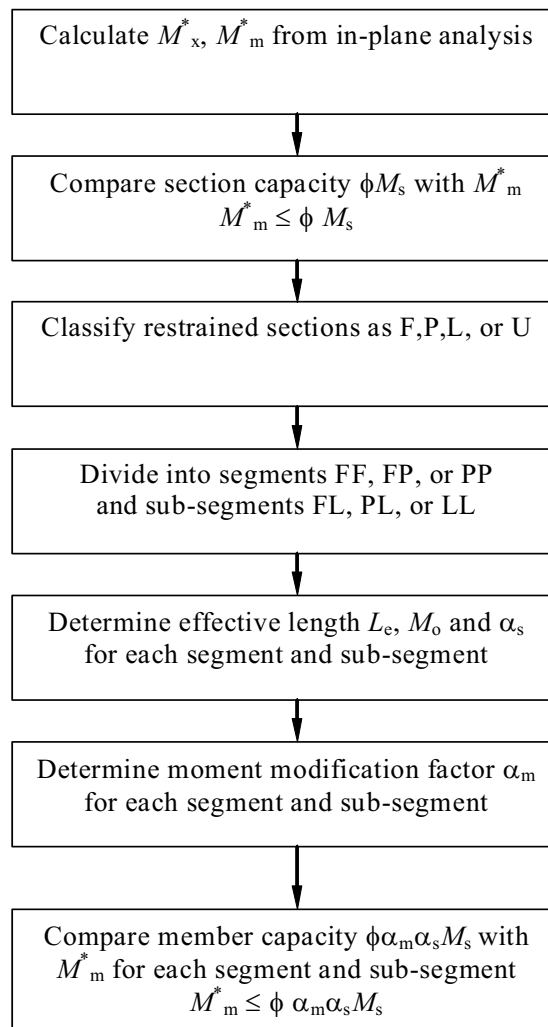 Calculate M*x, M*m from in-plane analysis
Compare section capacity ϕMs with M*m
M*m ≤ ϕ Ms
Classify restrained sections as F,P,L, or U
Divide into segments FF, FP, or PP
and sub-segments FL, PL, or LL
Determine effective length Le, Mo and αs
for each segment and sub-segment
Determine moment modification factor αm
for each segment and sub-segment
Compare member capacity ϕαmαsMs with
M*m for each segment and sub-segment
M*m ≤ ϕ αmαsMs